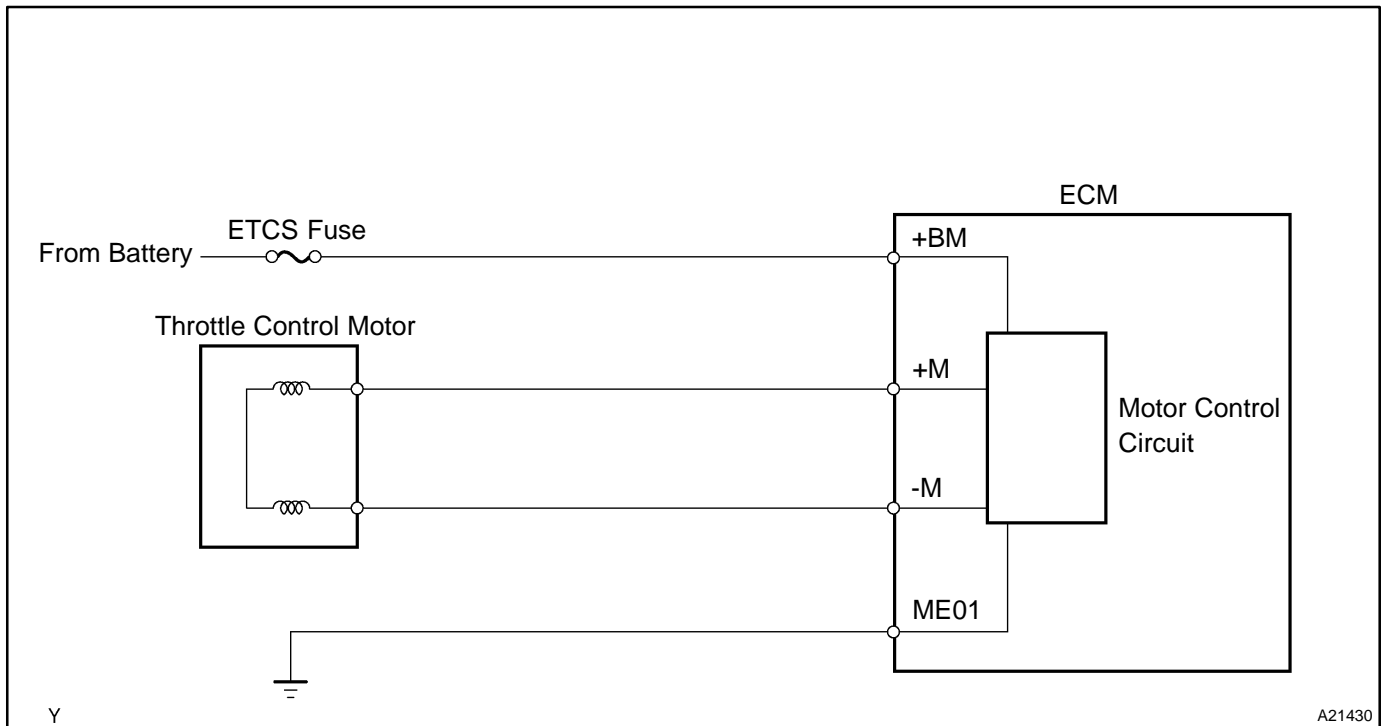 ECM
ETCS Fuse
+BM
From Battery
Throttle Control Motor
+M
Motor Control
Circuit
-M
ME01
Y
A21430